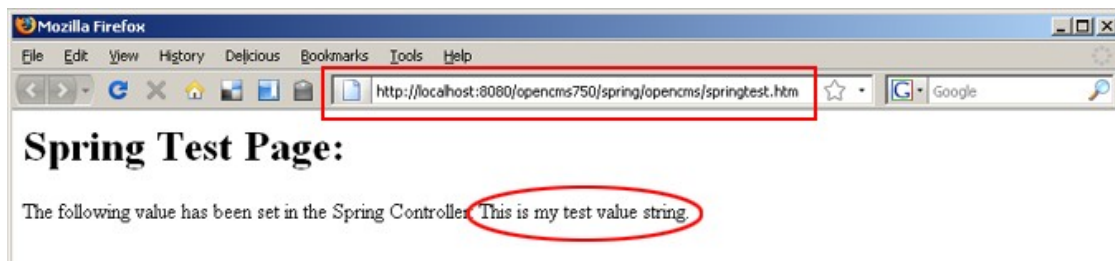 Mozilla Firefox
File Edit View History Delicious Bookmarks Tools Help
http://localhost:8080/opencms750/spring/opencms/springtest.htm G Google
Spring Test Page:
The following value has been set in the Spring Controller: This is my test value string.